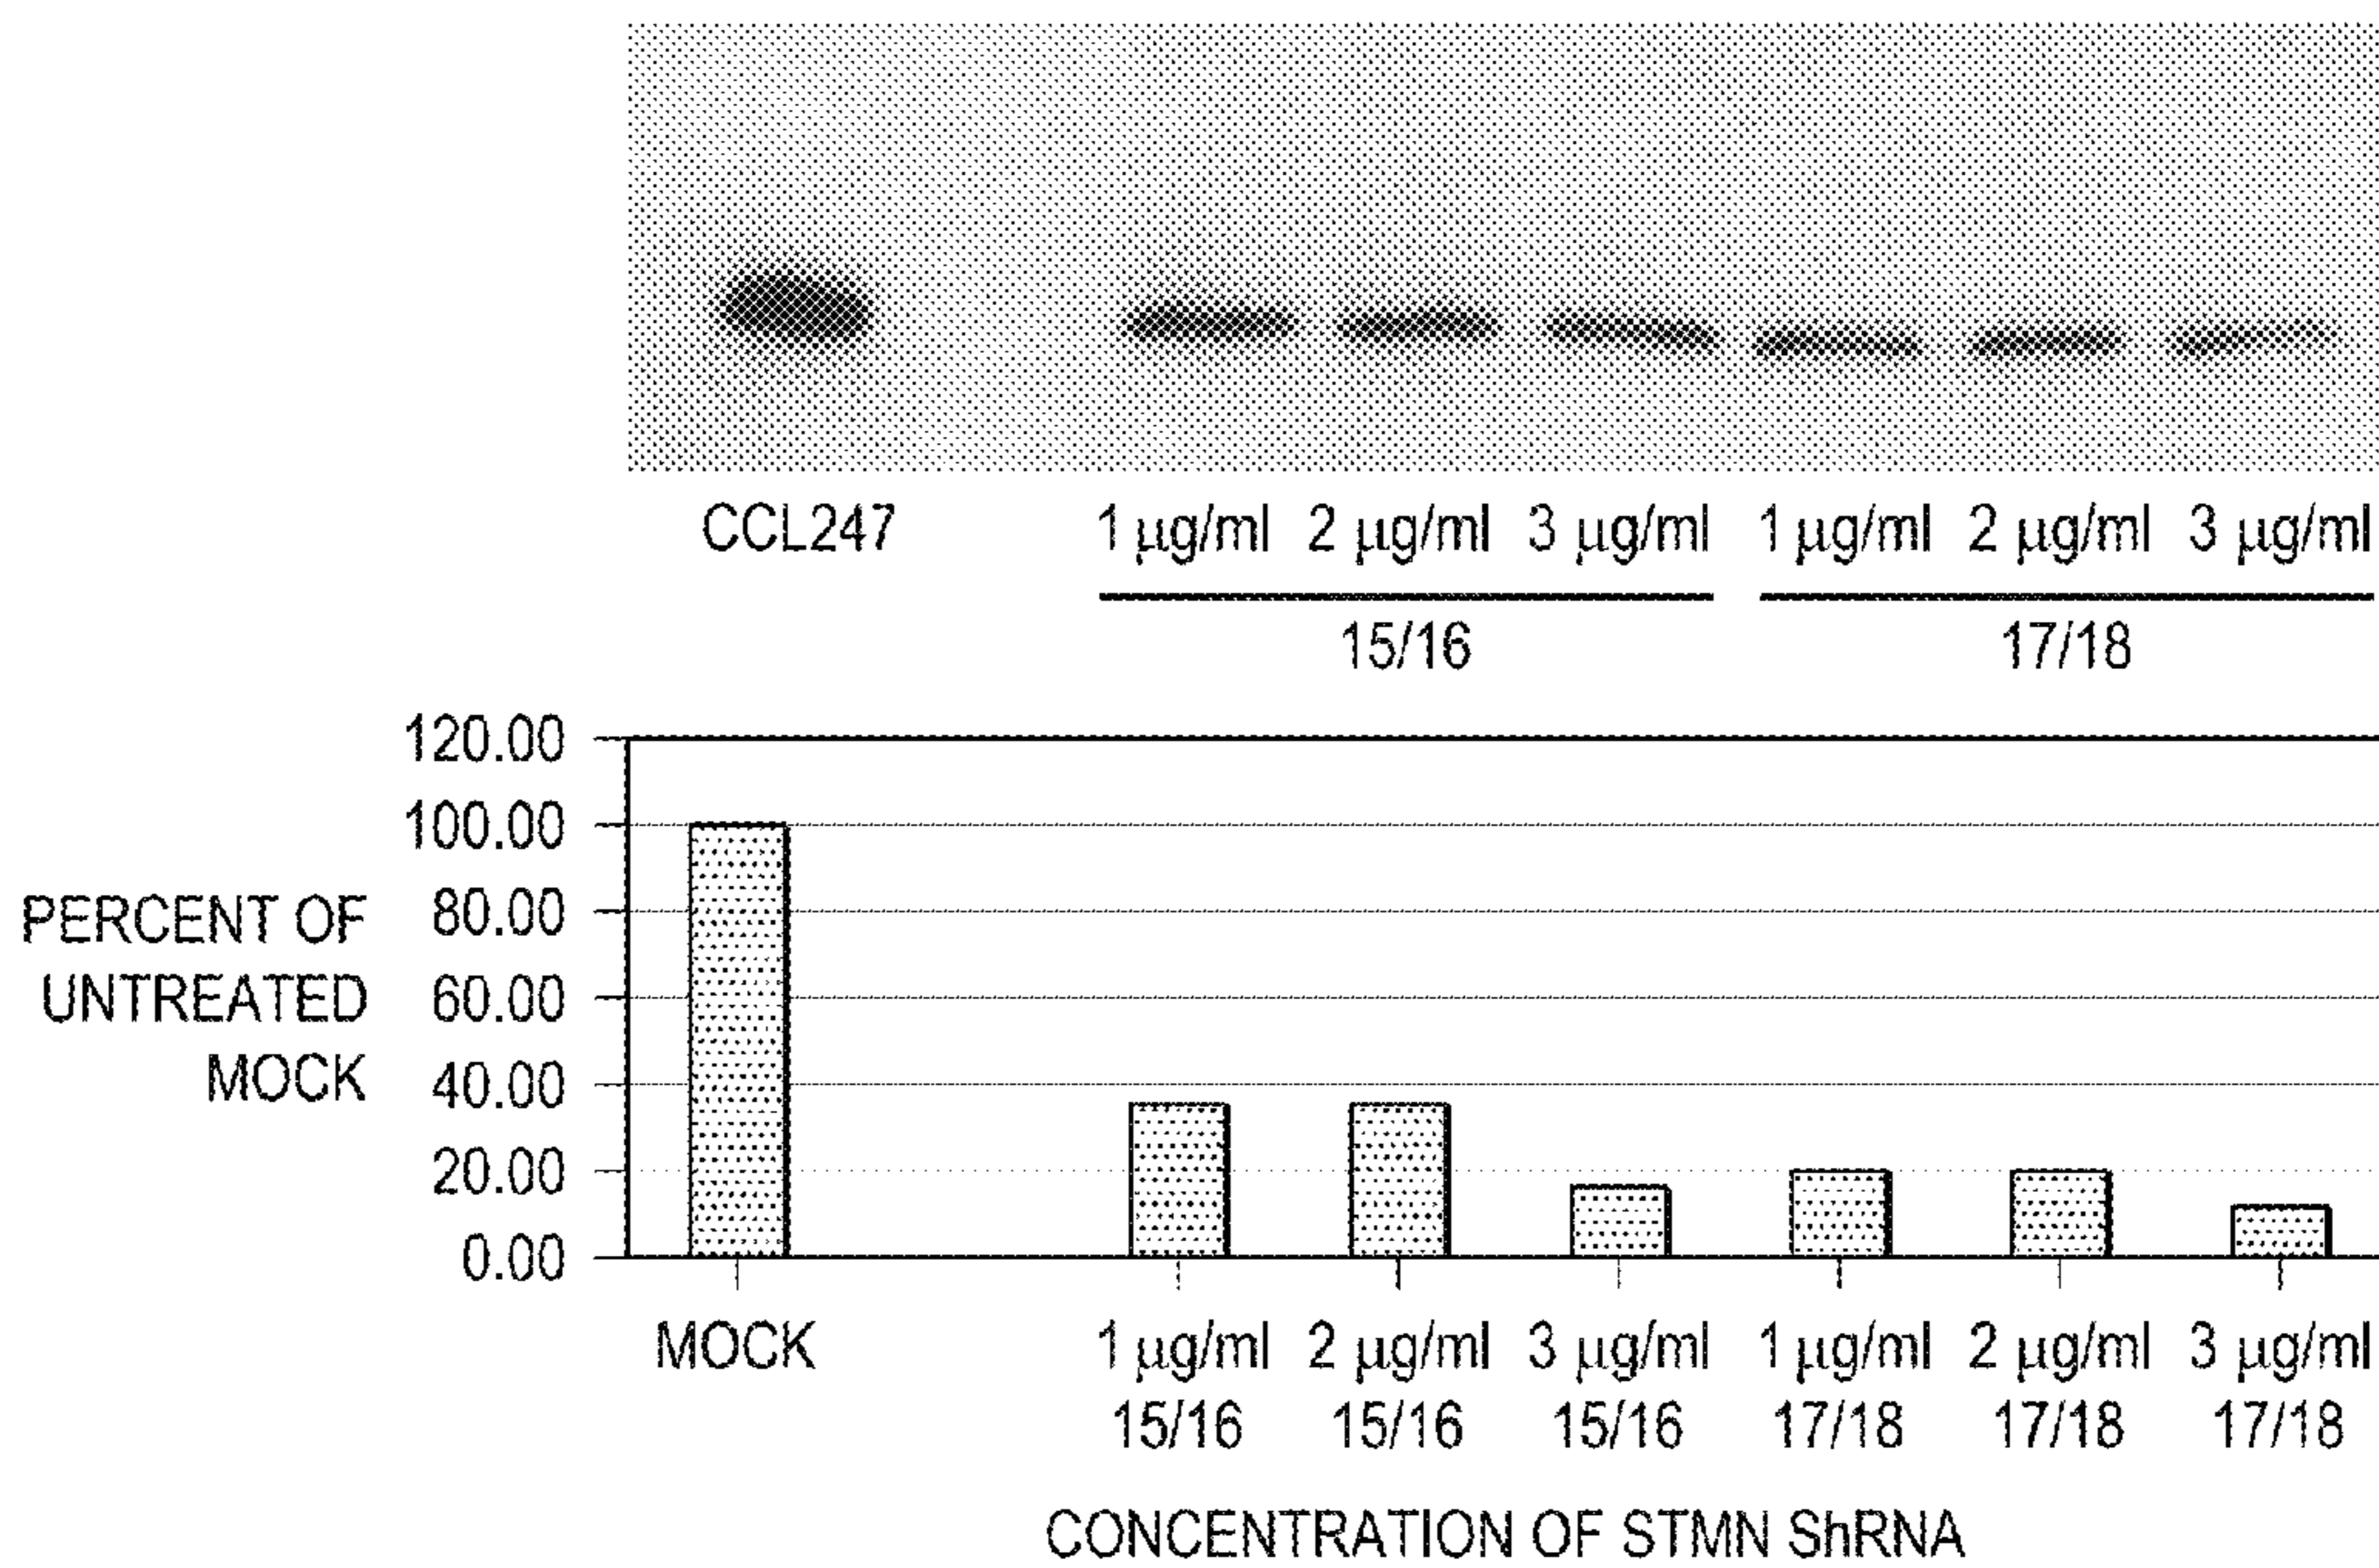 CCL247 1 µg/ml 2 µg/ml 3 µg/ml 1 µg/ml 2 µg/ml 3 µg/ml
15/16 17/18
120.00
100.00
80.00
60.00
40.00
20.00
0.00
PERCENT OF
UNTREATED
MOCK
MOCK 1 µg/ml 2 µg/ml 3 µg/ml 1 µg/ml 2 µg/ml 3 µg/ml
15/16 15/16 15/16 17/18 17/18 17/18
CONCENTRATION OF STMN ShRNA